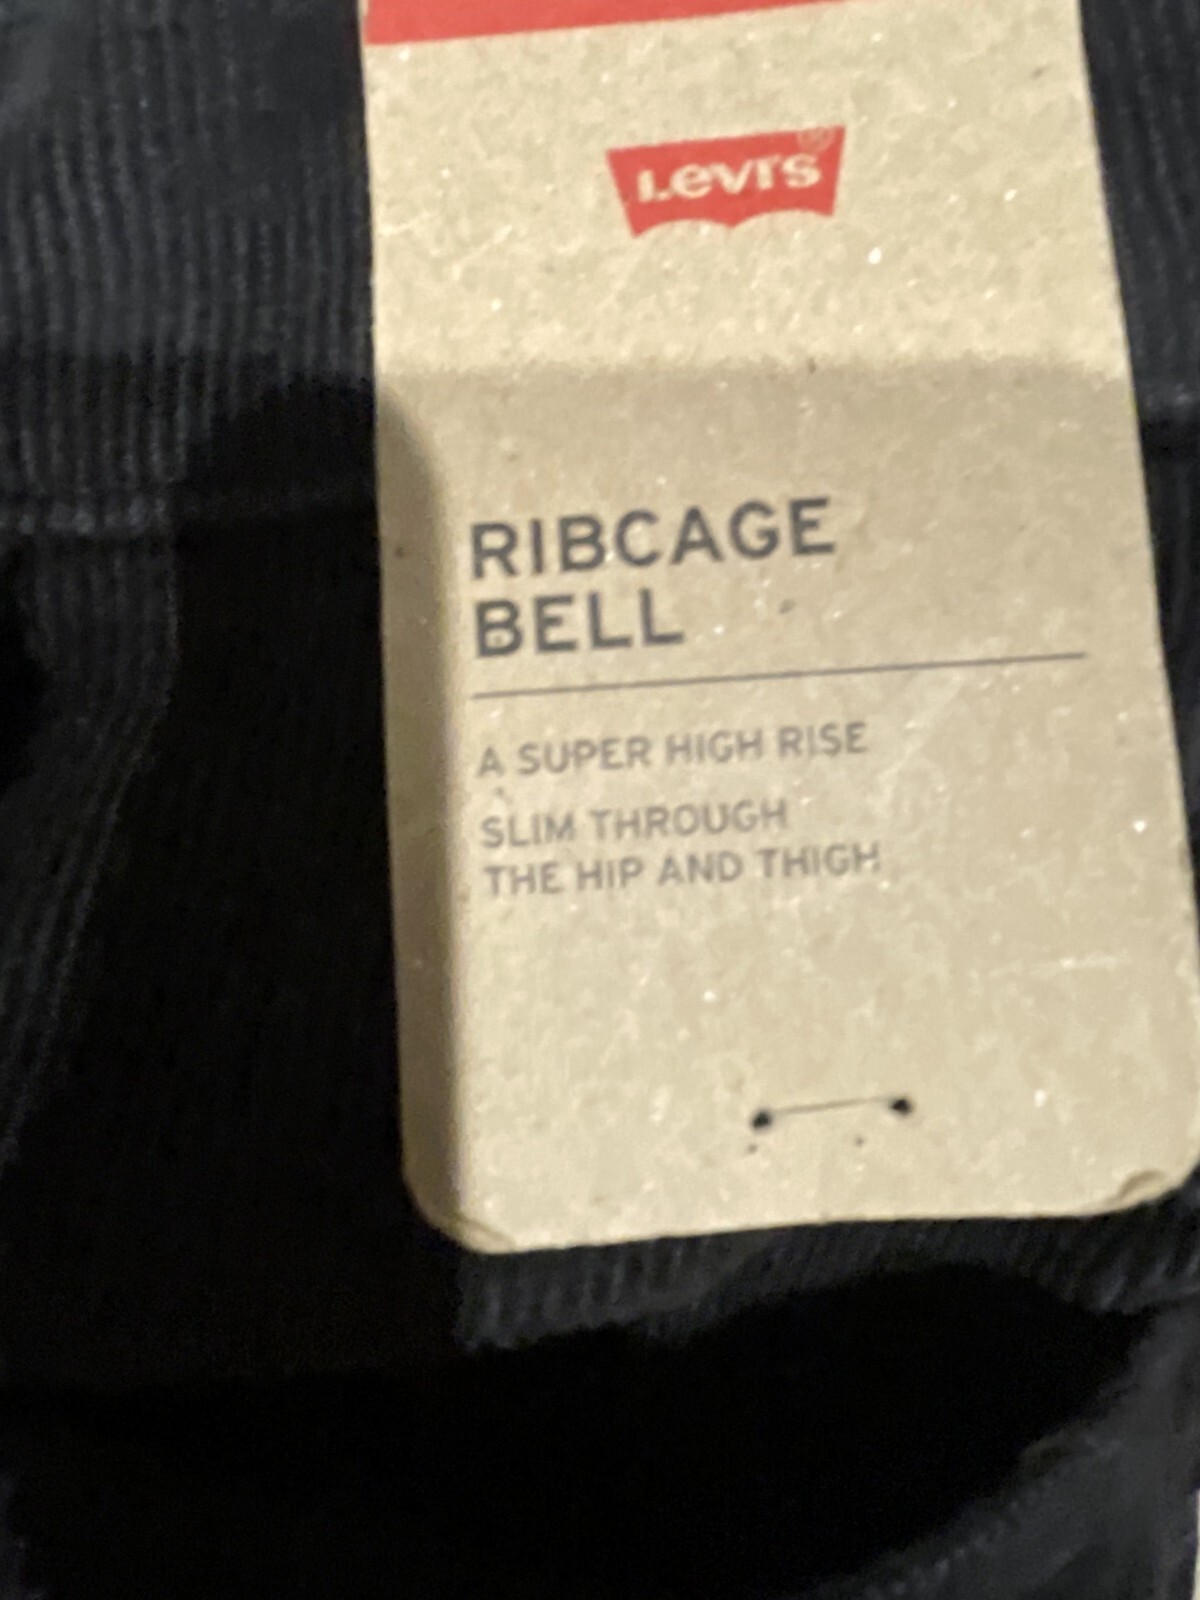 Levi's®
RIBCAGE
BELL
A SUPER HIGH RISE
SLIM THROUGH
THE HIP AND THIGH